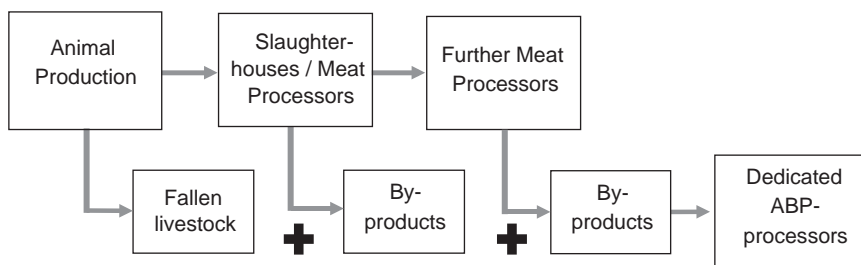 Animal
Production
Slaughter-
houses / Meat
Processors
Further Meat
Processors
Fallen
livestock
By-
products
By-
products
Dedicated
ABP-
processors